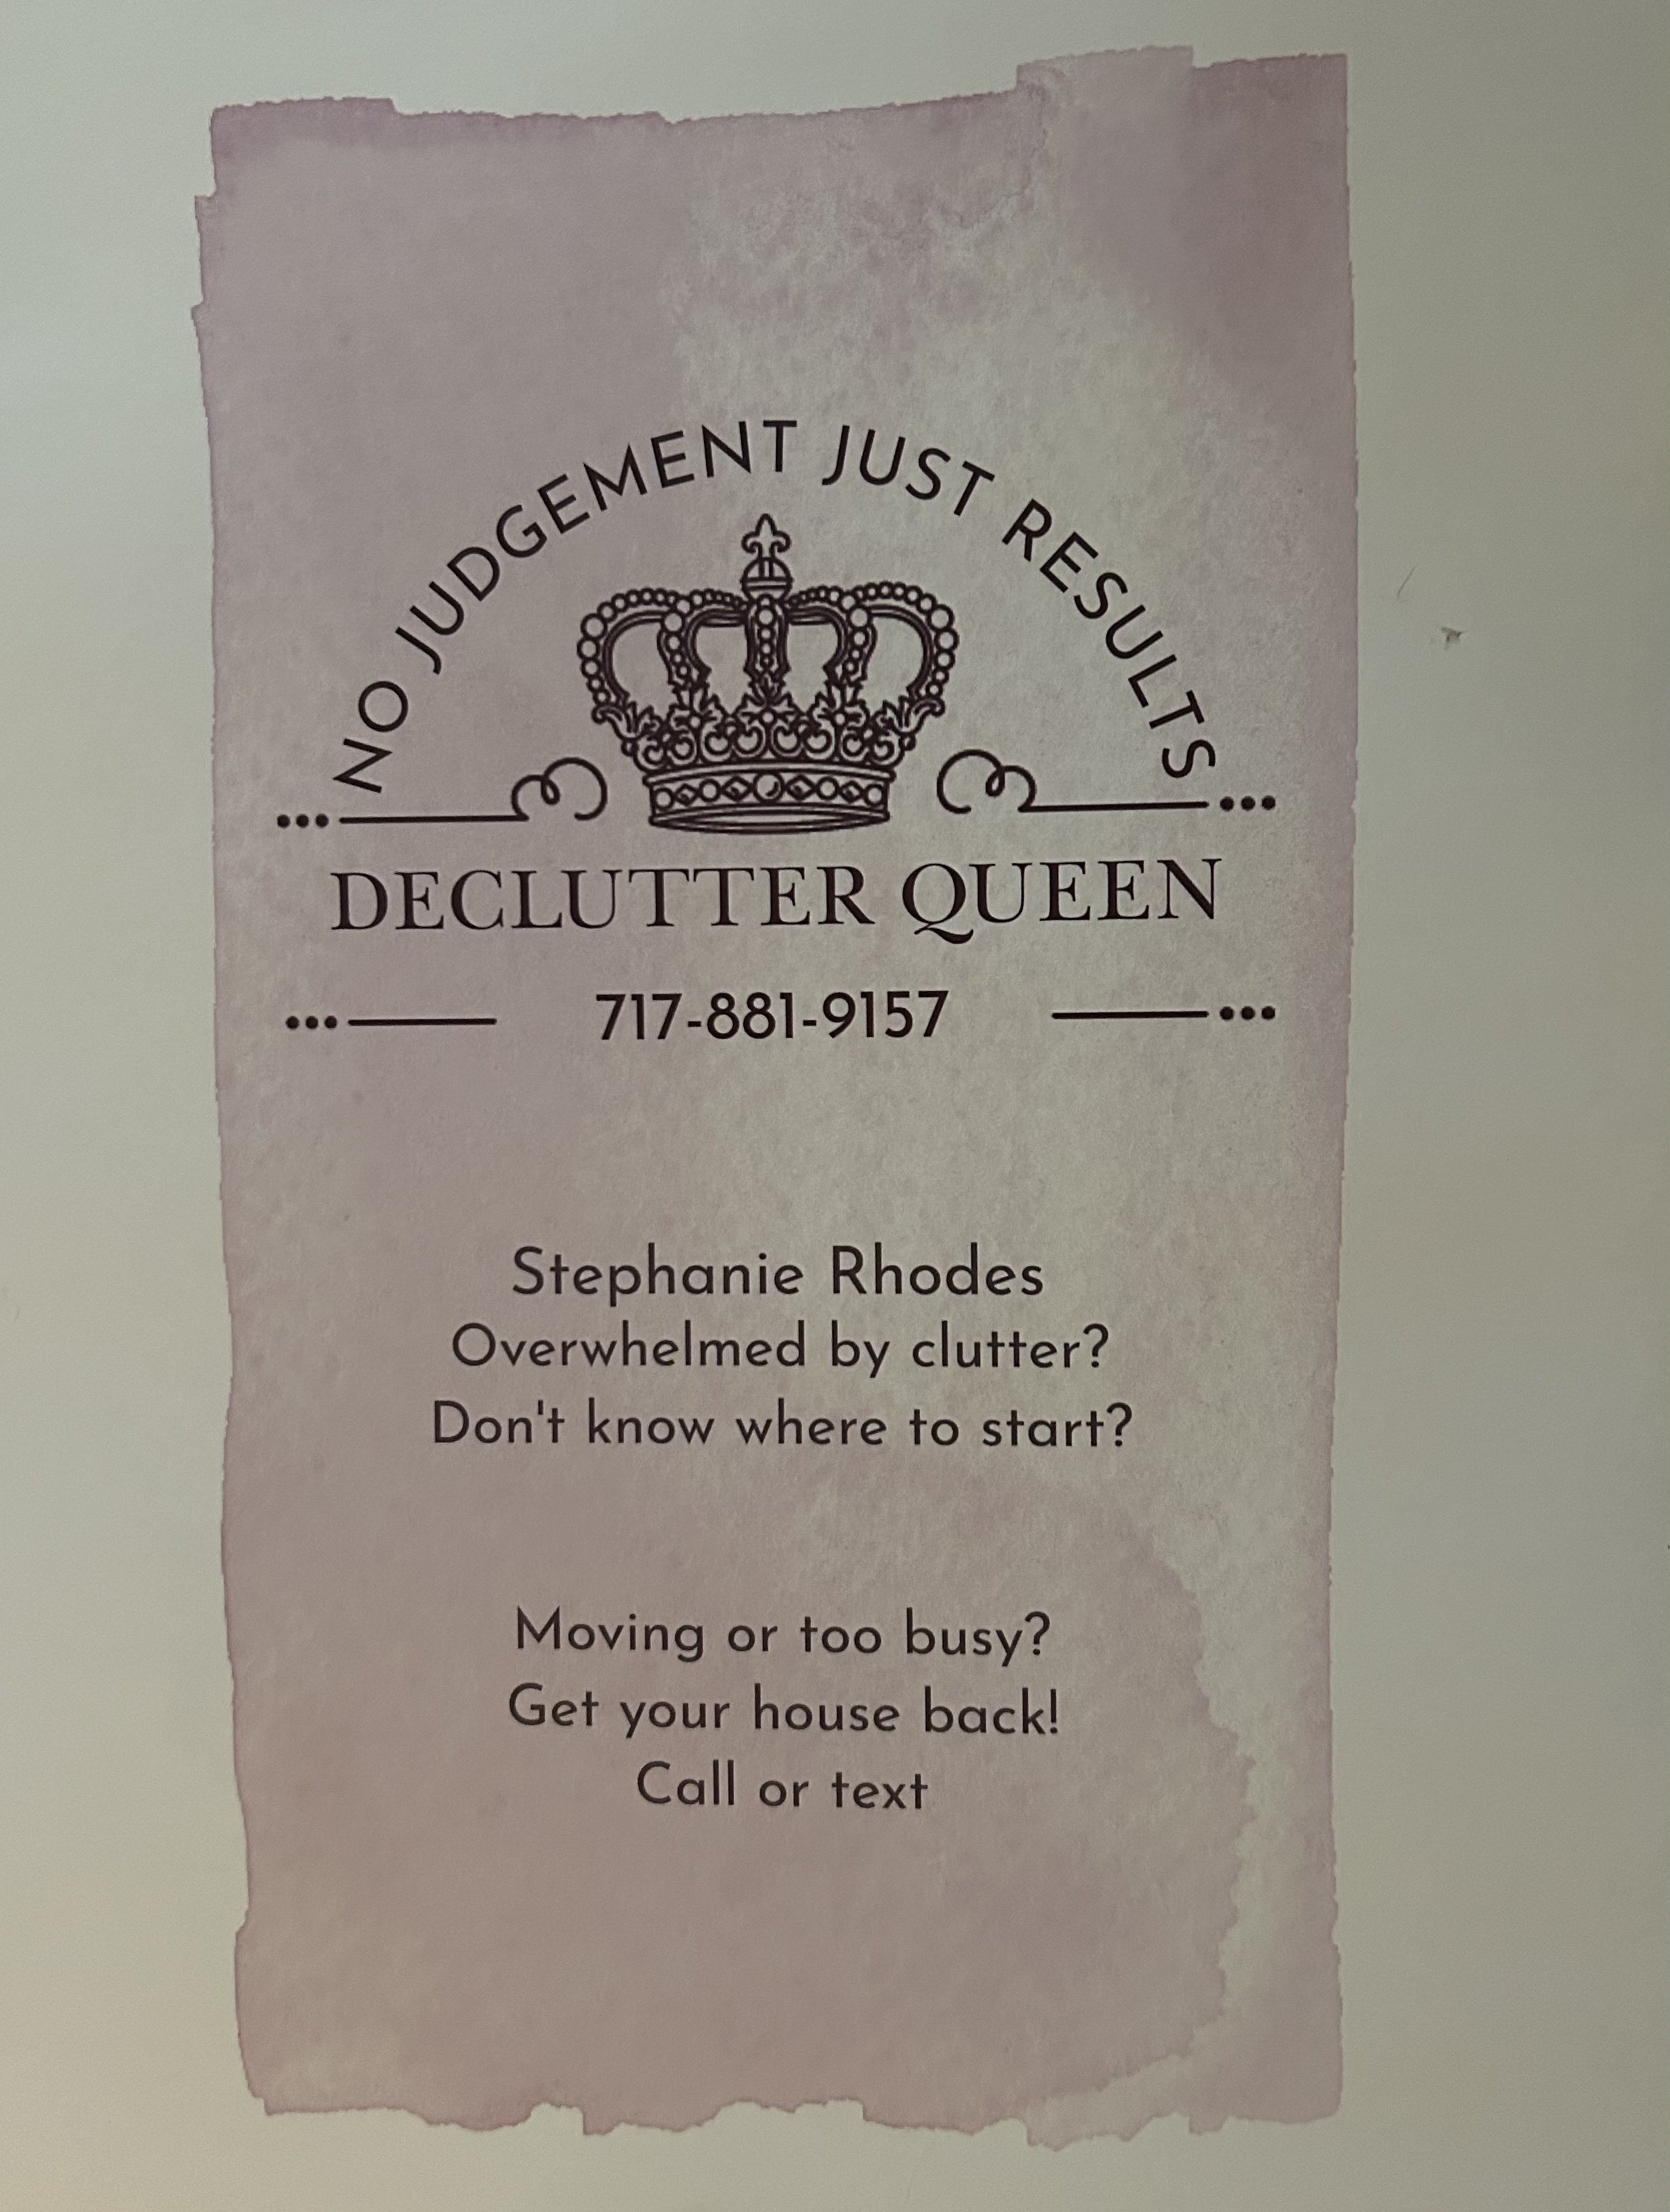 NO JUDGEMENT JUST RESULTS
DECLUTTER QUEEN
717-881-9157
Stephanie Rhodes
Overwhelmed by clutter?
Don't know where to start?
Moving or too busy?
Get your house back!
Call or text